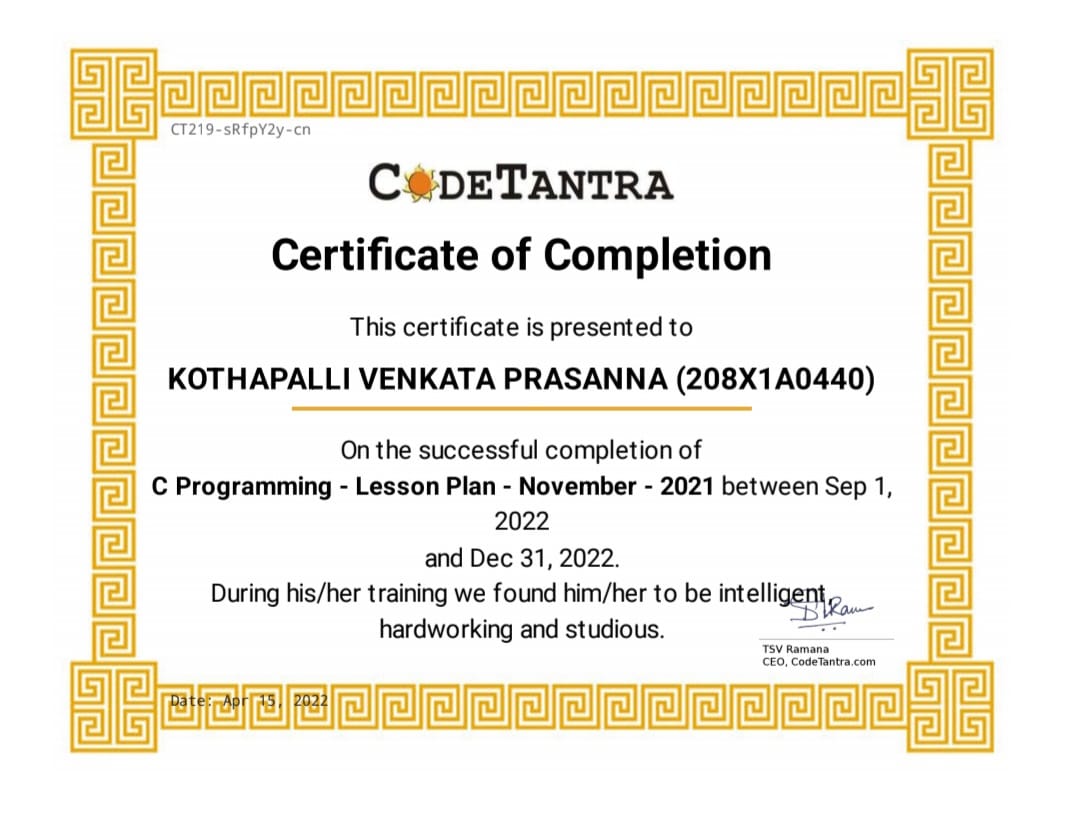 CT219-sRfpY2y-cn
CODETANTRA
Certificate of Completion
This certificate is presented to
KOTHAPALLI VENKATA PRASANNA (208X1A0440)
On the successful completion of
C Programming - Lesson Plan - November - 2021 between Sep 1,
2022
and Dec 31, 2022.
During his/her training we found him/her to be intelligent,
hardworking and studious.
TSV Ramana
CEO, CodeTantra.com
Date: Apr 15, 2022